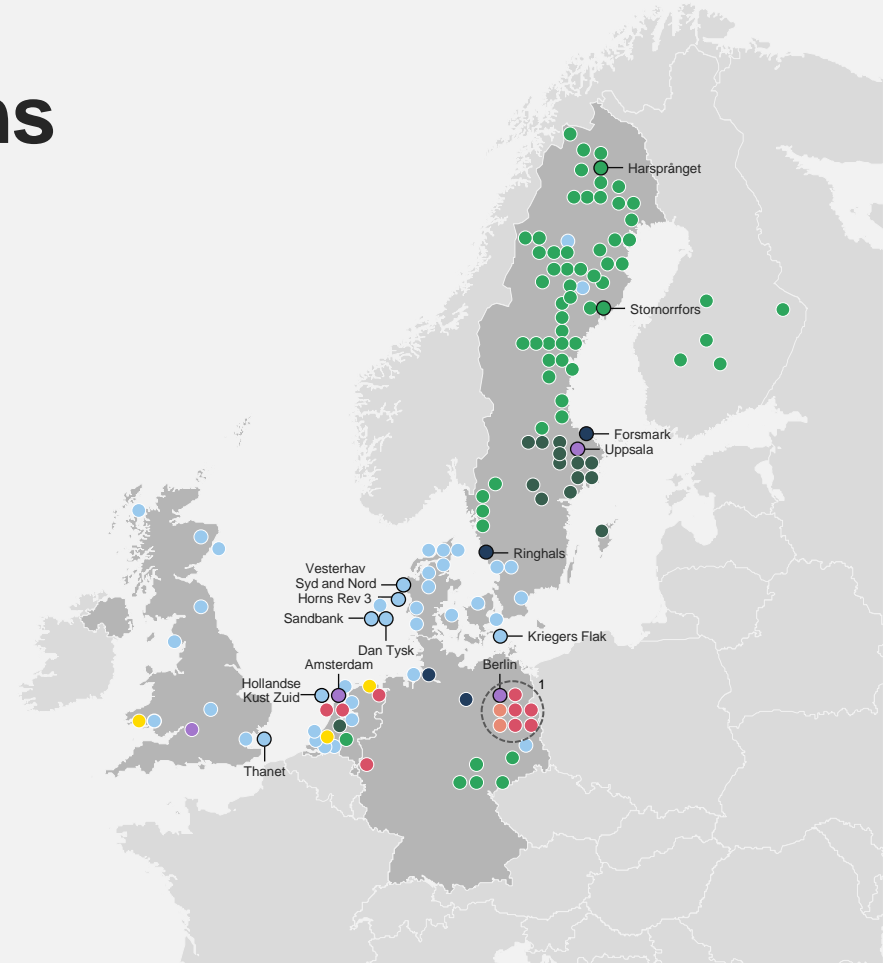 ns
Harsprånget
Stornorrfors
Forsmark
Uppsala
Ringhals
Vesterhav
Syd and Nord
Horns Rev 3
Sandbank
Dan Tysk
Kriegers Flak
Amsterdam
Berlin
Hollandse
Kust Zuid
1
Thanet